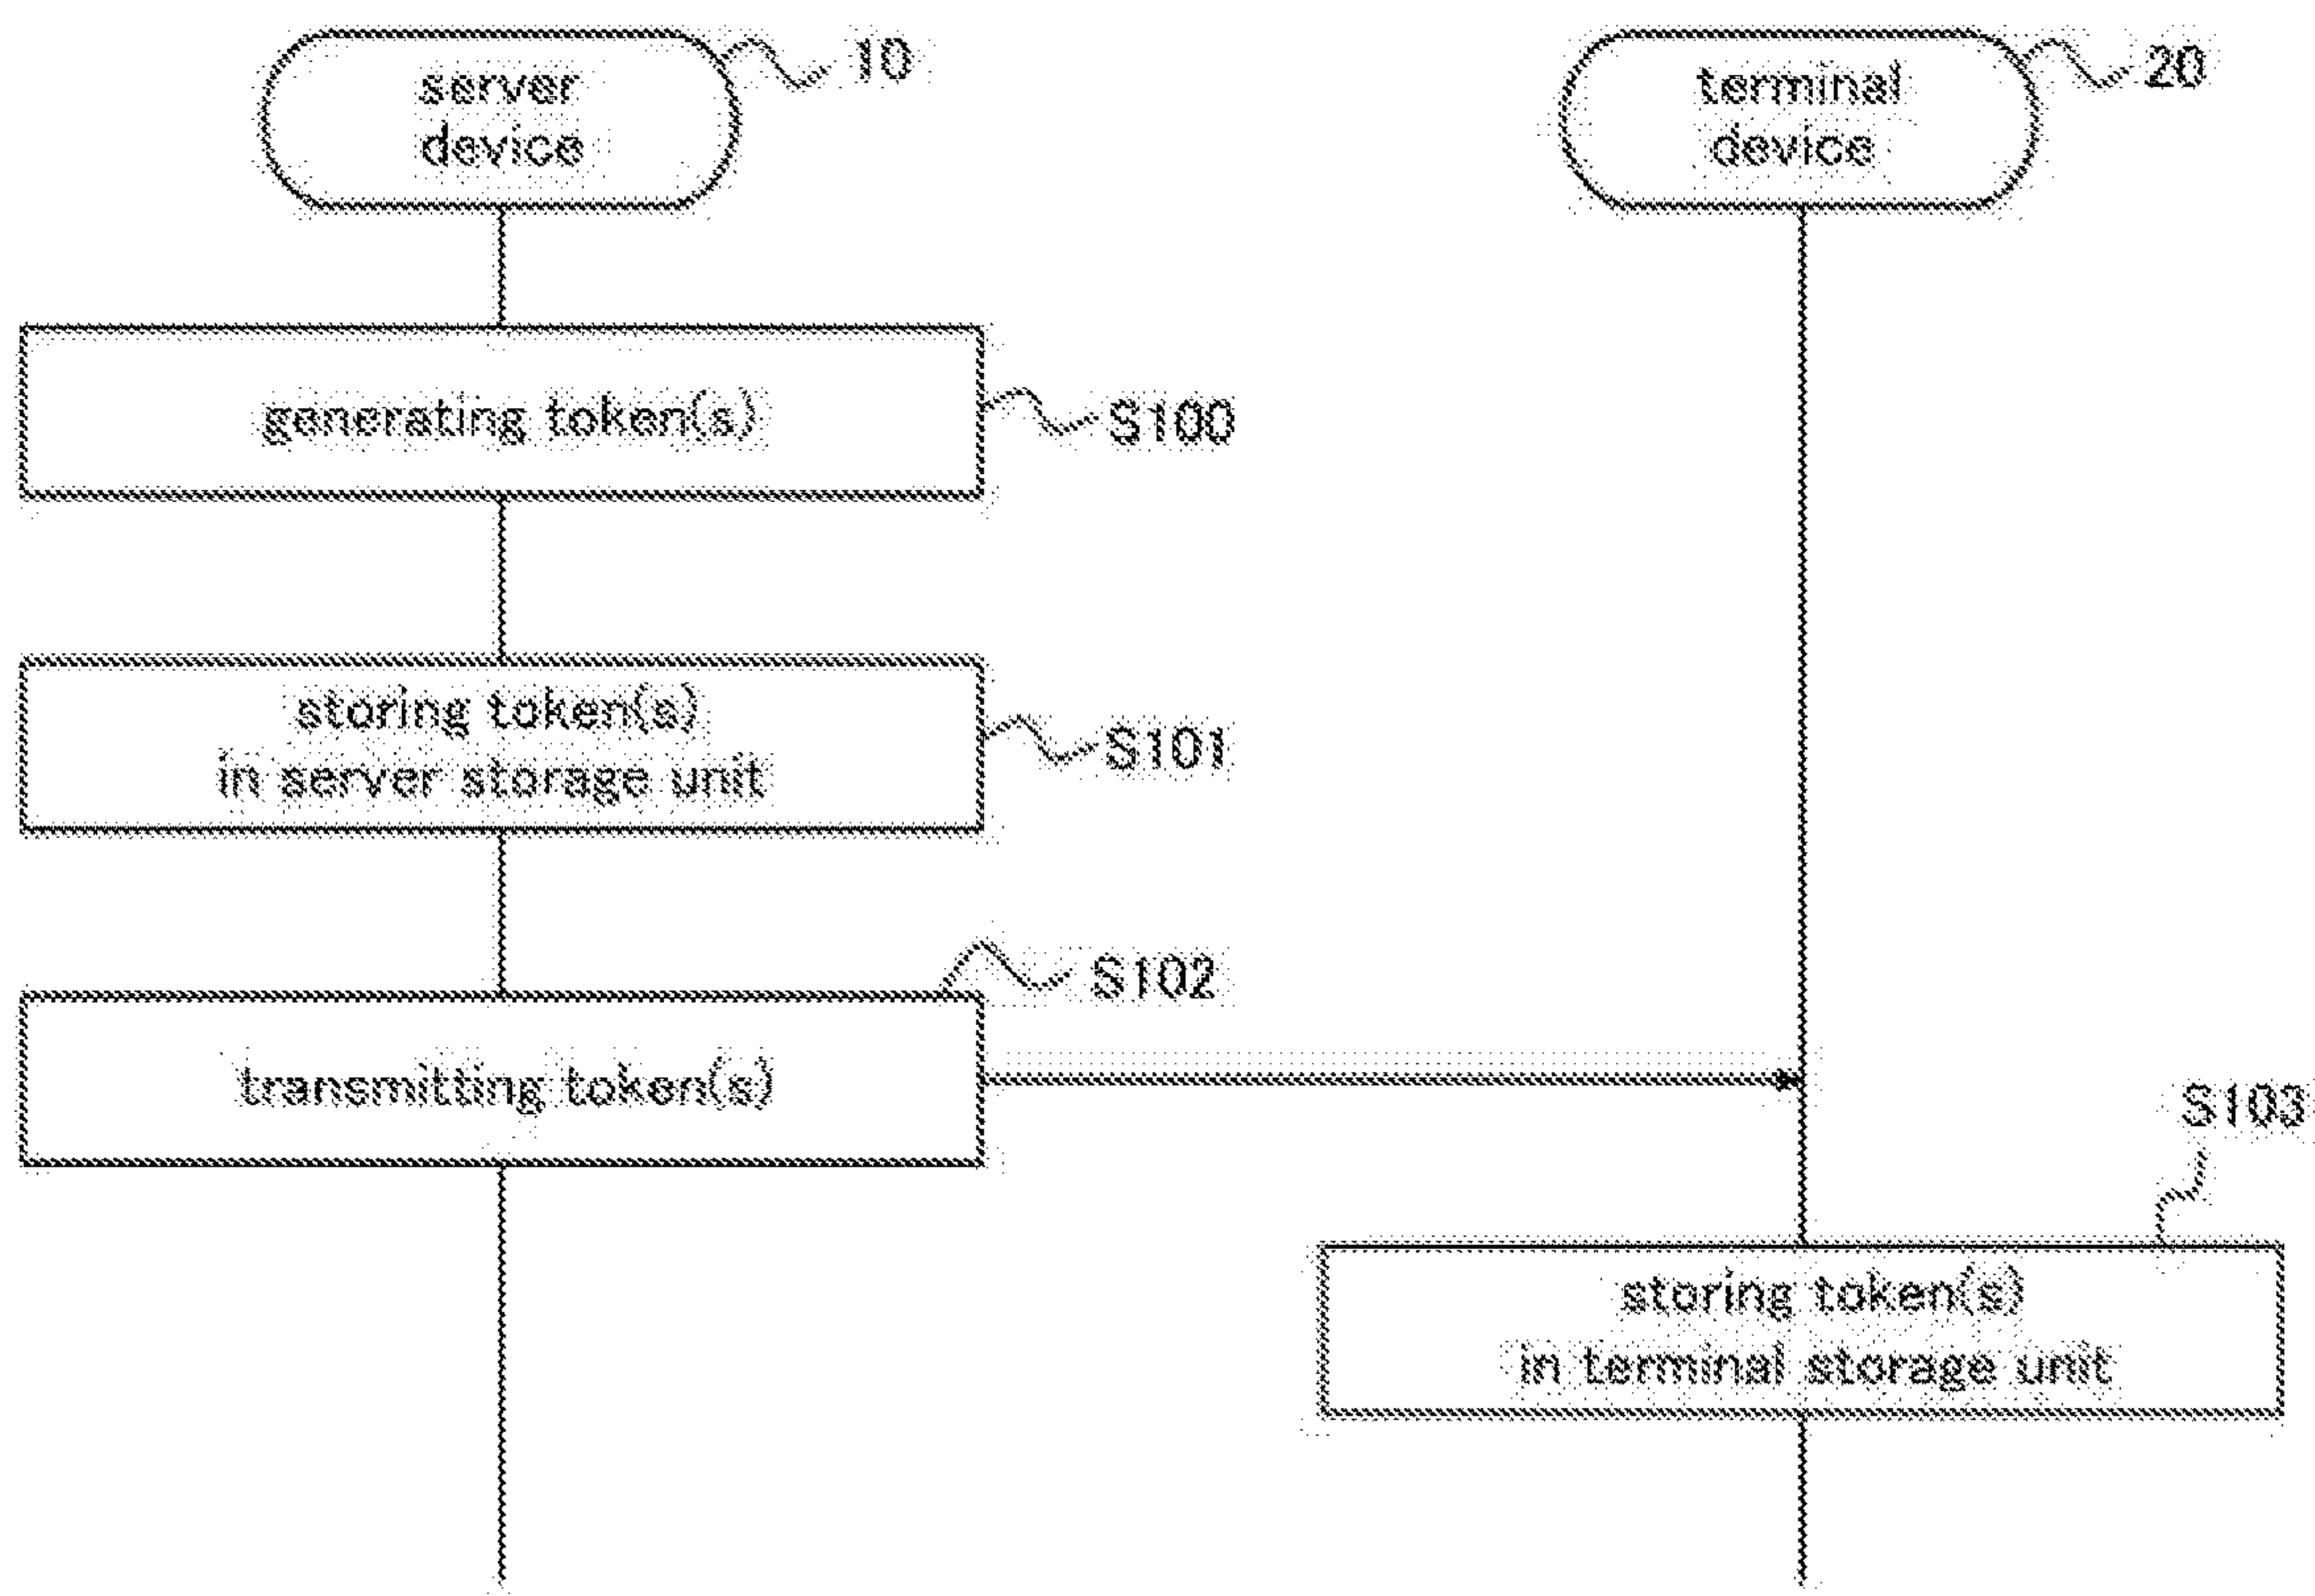 server
device
10
terminal
device
20
generating token(s)
S100
storing token(s)
in server storage unit
S101
S102
transmitting token(s)
S103
storing token(s)
in terminal storage unit